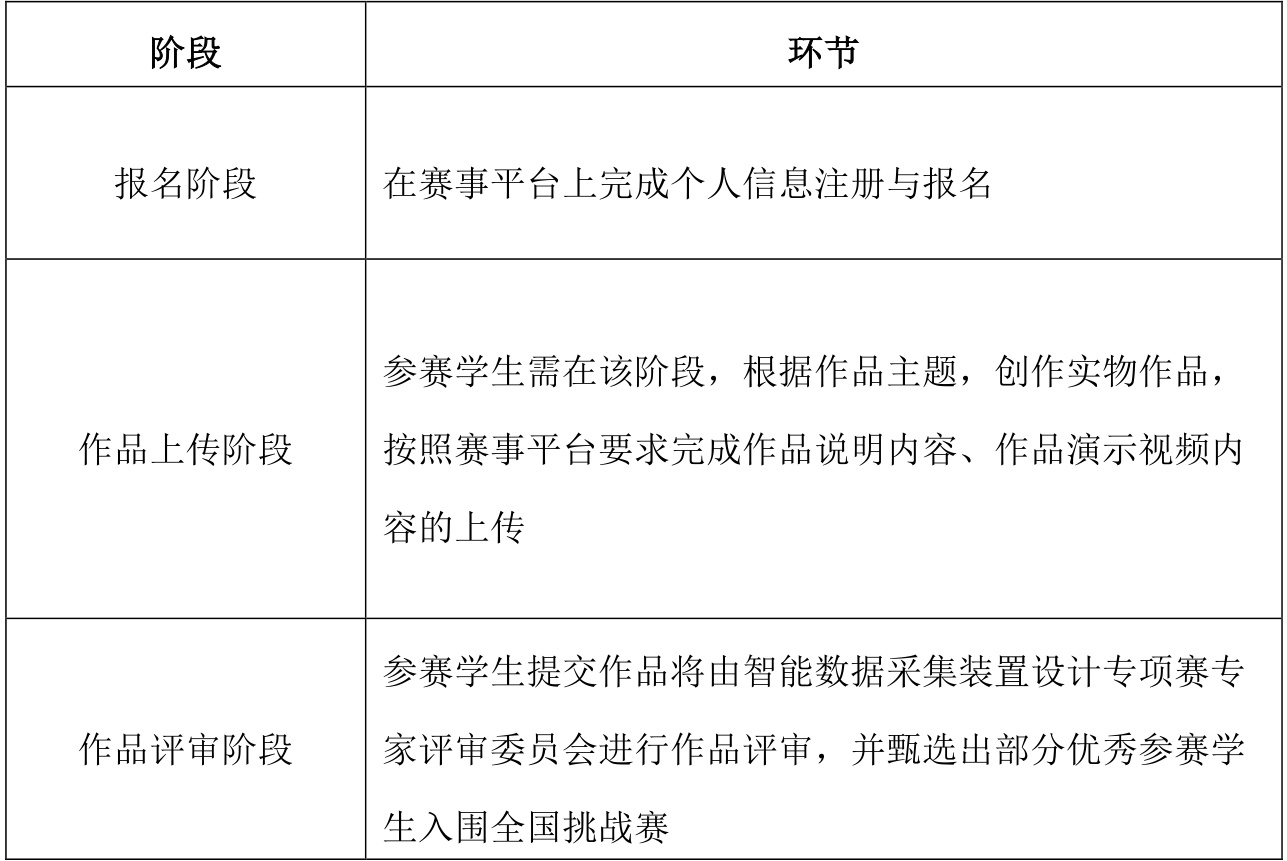 阶段
环节
报名阶段
在赛事平台上完成个人信息注册与报名
作品上传阶段
参赛学生需在该阶段，根据作品主题，创作实物作品，
按照赛事平台要求完成作品说明内容、作品演示视频内
容的上传
作品评审阶段
参赛学生提交作品将由智能数据采集装置设计专项赛专
家评审委员会进行作品评审，并甄选出部分优秀参赛学
生入围全国挑战赛